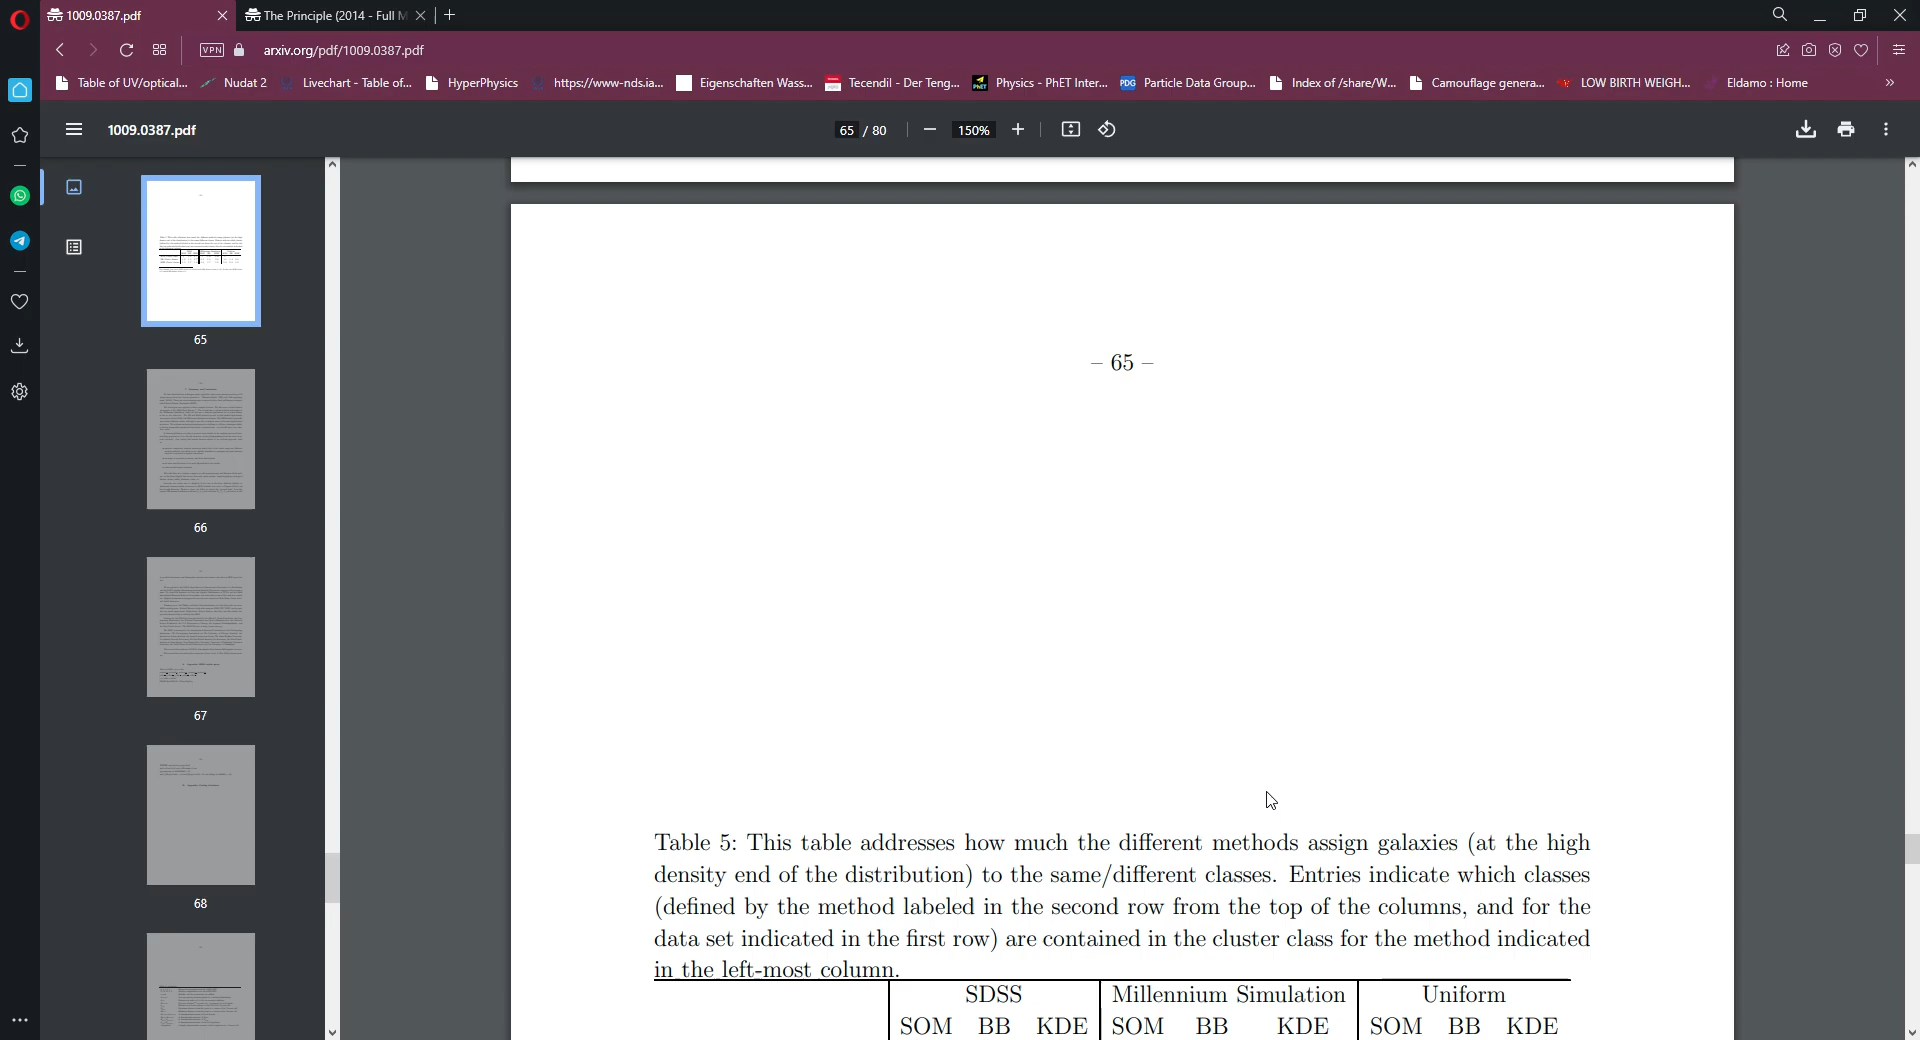 1009.0387.pdf
The Principle (2014 - Full M
VPN
arxiv.org/pdf/1009.0387.pdf
Table of UV/optical...
Nudat 2
Livechart - Table of...
HyperPhysics
https://www-nds.ia...
Eigenschaften Wass...
Tecendil - Der Teng...
Physics - PhET Inter...
PDG
Particle Data Group...
Index of /share/W...
Camouflage genera...
LOW BIRTH WEIGH...
Eldamo : Home
1009.0387.pdf
65 / 80
150%
65
66
67
68
– 65 –
Table 5: This table addresses how much the different methods assign galaxies (at the high
density end of the distribution) to the same/different classes. Entries indicate which classes
(defined by the method labeled in the second row from the top of the columns, and for the
data set indicated in the first row) are contained in the cluster class for the method indicated
in the left-most column.
SDSS Millennium Simulation Uniform
SOM BB KDE SOM BB KDE SOM BB KDE